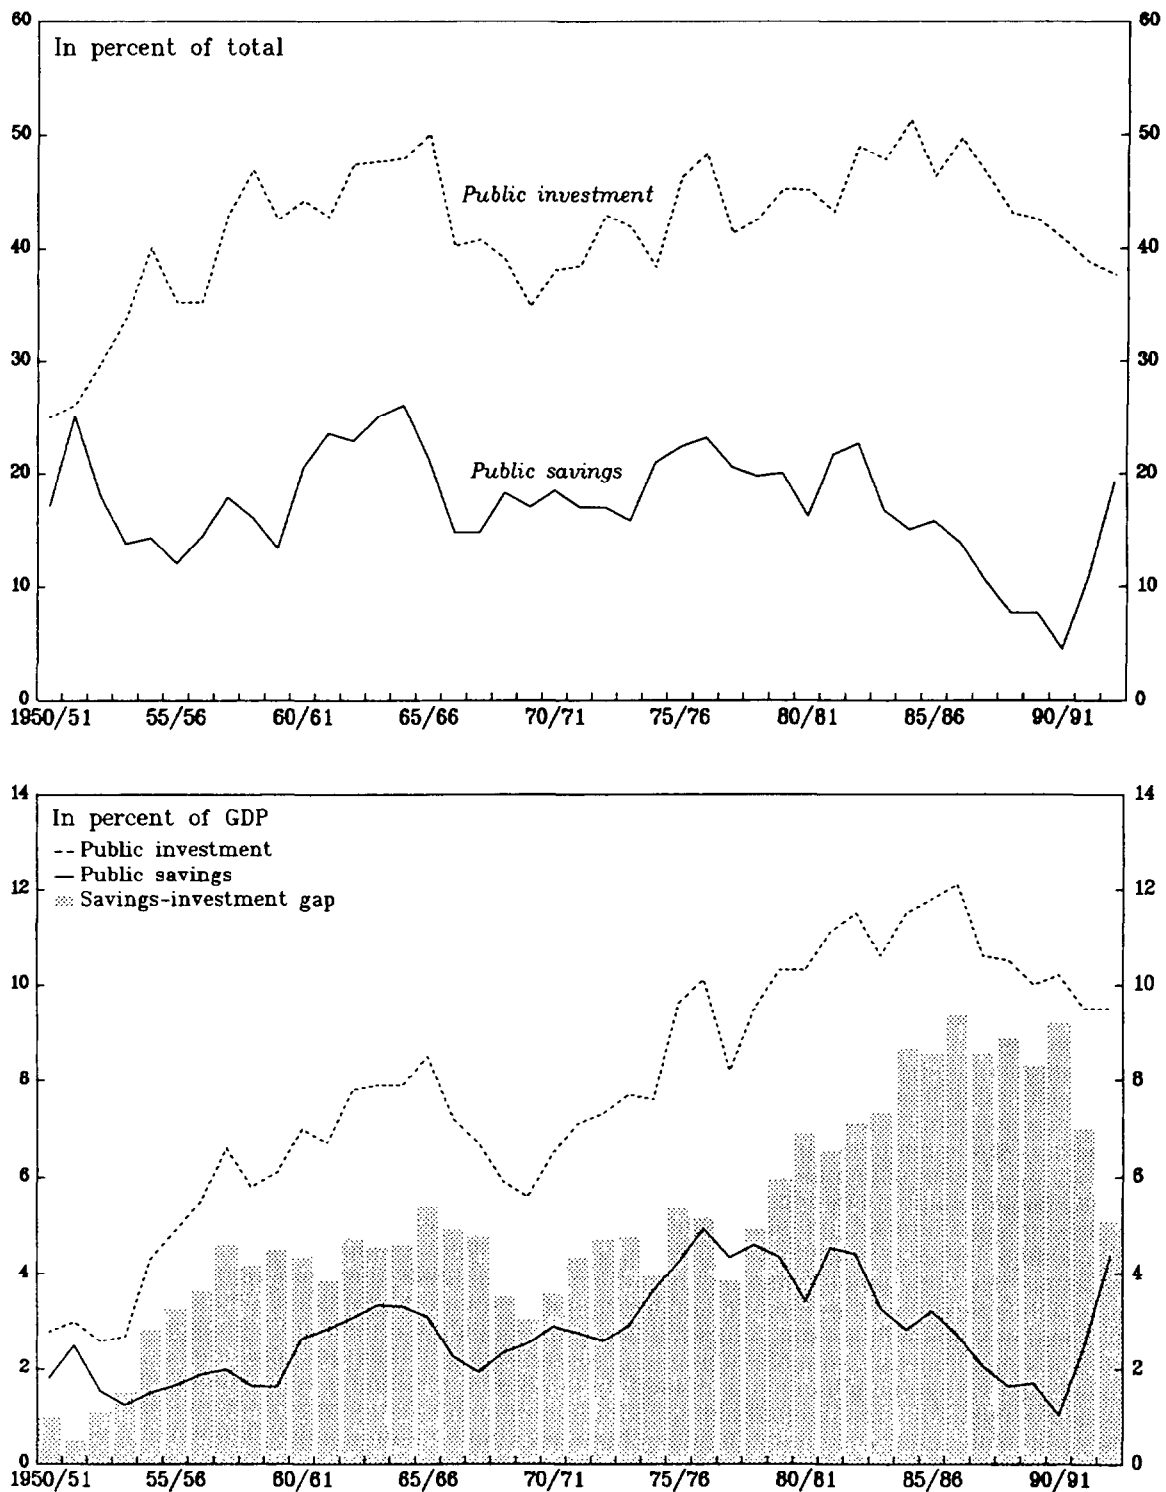 60 60
In percent of total
50 50
Public investment
40 40
30 30
20 Public savings 20
10 10
0 0
1950/51 55/56 60/61 65/66 70/71 75/76 80/81 85/86 90/91
14 14
In percent of GDP
-- Public investment
— Public savings
12 Savings-investment gap 12
10 10
8 8
6 6
4 4
2 2
0 0
1950/51 55/56 60/61 65/66 70/71 75/76 80/81 85/86 90/91